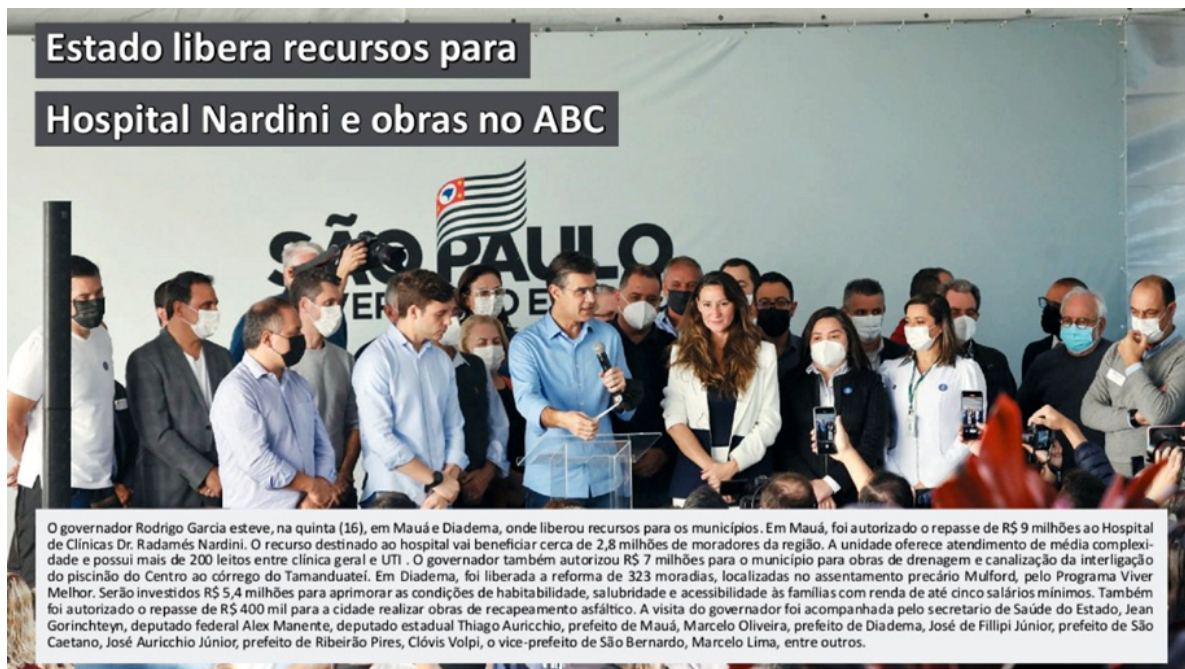 Estado libera recursos para
Hospital Nardini e obras no ABC
SÃO PAULO
O governador Rodrigo Garcia esteve, na quinta (16), em Mauá e Diadema, onde liberou recursos para os municípios. Em Mauá, foi autorizado o repasse de R$ 9 milhões ao Hospital
de Clínicas Dr. Radamés Nardini. O recurso destinado ao hospital vai beneficiar cerca de 2,8 milhões de moradores da região. A unidade oferece atendimento de média complexi-
dade e possui mais de 200 leitos entre clínica geral e UTI . O governador também autorizou R$ 7 milhões para o município para obras de drenagem e canalização da interligação
do piscinão do Centro ao córrego do Tamanduateí. Em Diadema, foi liberada a reforma de 323 moradias, localizadas no assentamento precário Mulford, pelo Programa Viver
Melhor. Serão investidos R$ 5,4 milhões para aprimorar as condições de habitabilidade, salubridade e acessibilidade às famílias com renda de até cinco salários mínimos. Também
foi autorizado o repasse de R$ 400 mil para a cidade realizar obras de recapeamento asfáltico. A visita do governador foi acompanhada pelo secretario de Saúde do Estado, Jean
Gorinchteyn, deputado federal Alex Manente, deputado estadual Thiago Auricchio, prefeito de Mauá, Marcelo Oliveira, prefeito de Diadema, José de Fillipi Júnior, prefeito de São
Caetano, José Auricchio Júnior, prefeito de Ribeirão Pires, Clóvis Volpi, o vice-prefeito de São Bernardo, Marcelo Lima, entre outros.